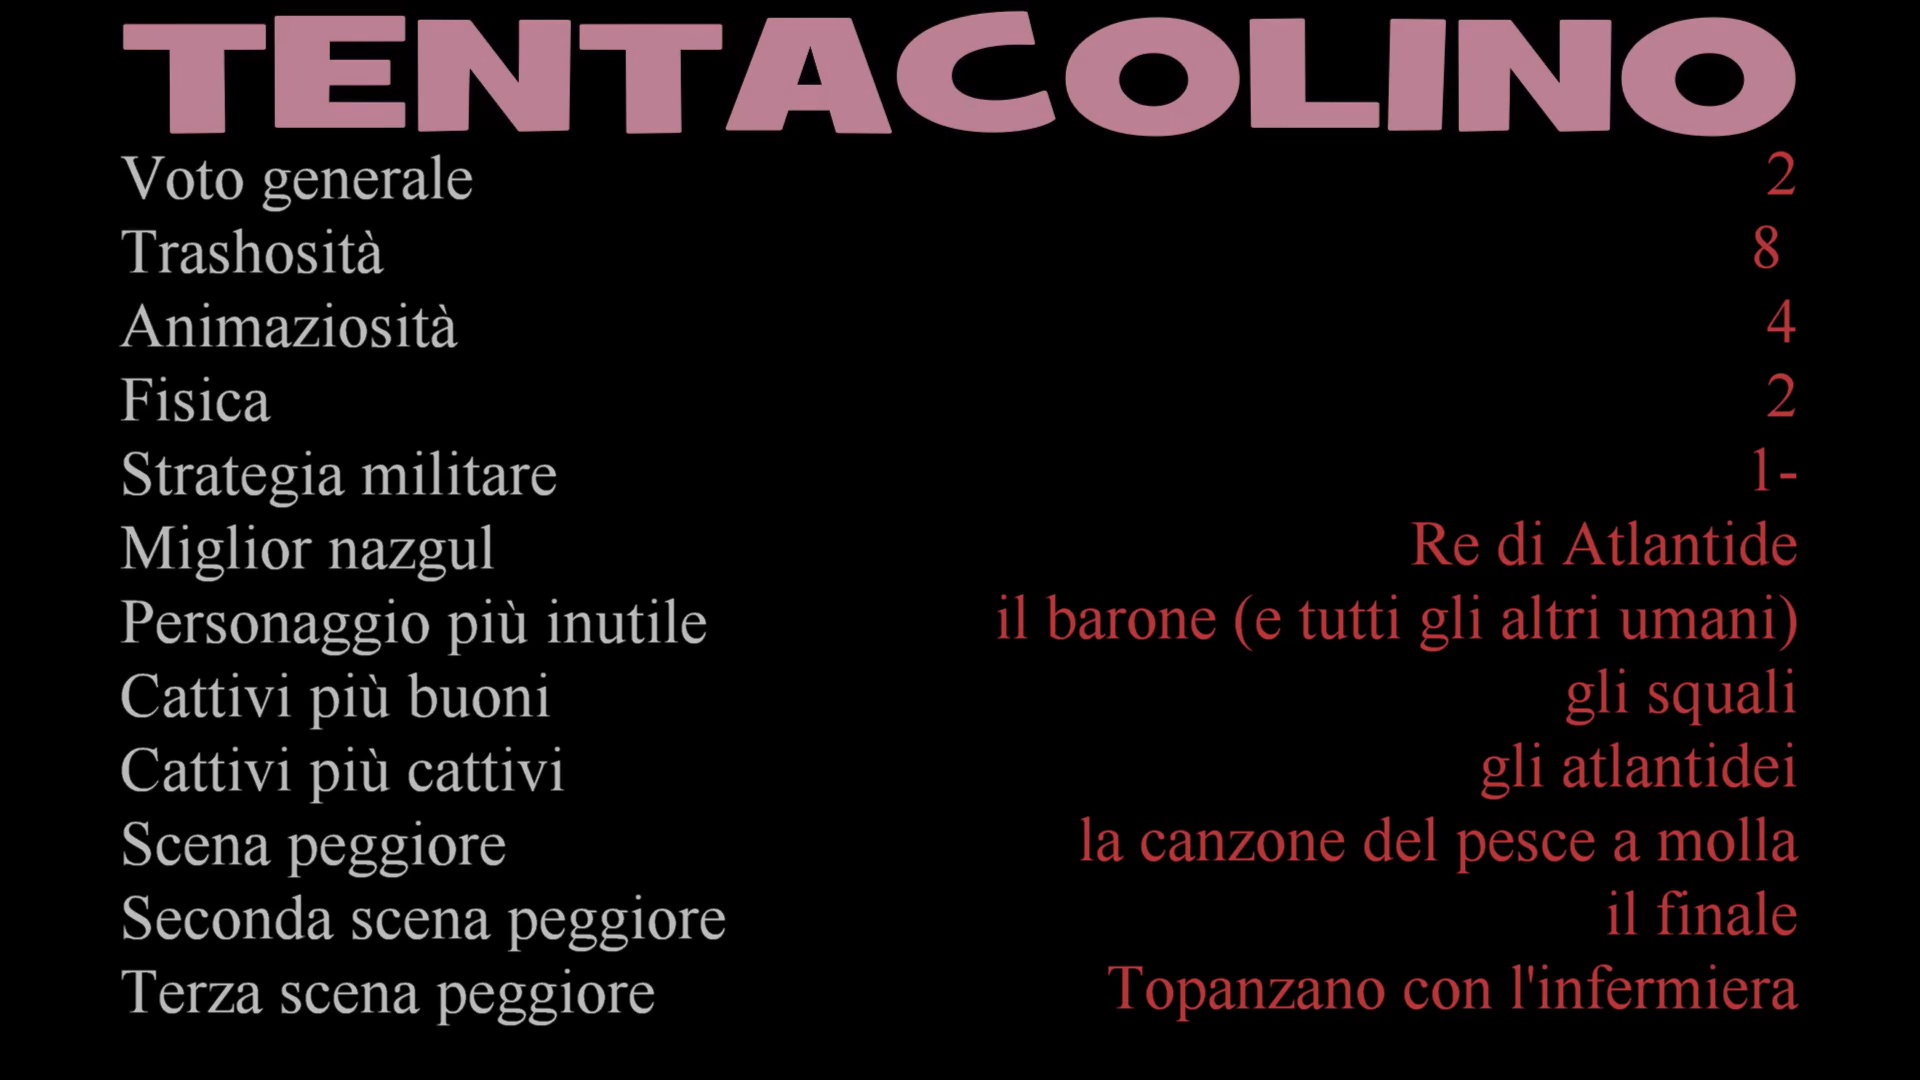 TENTACOLINO
Voto generale 2
Trashosità 8
Animaziosità 4
Fisica 2
Strategia militare 1-
Miglior nazgul Re di Atlantide
Personaggio più inutile il barone (e tutti gli altri umani)
Cattivi più buoni gli squali
Cattivi più cattivi gli atlantidei
Scena peggiore la canzone del pesce a molla
Seconda scena peggiore il finale
Terza scena peggiore Topanzano con l'infermiera